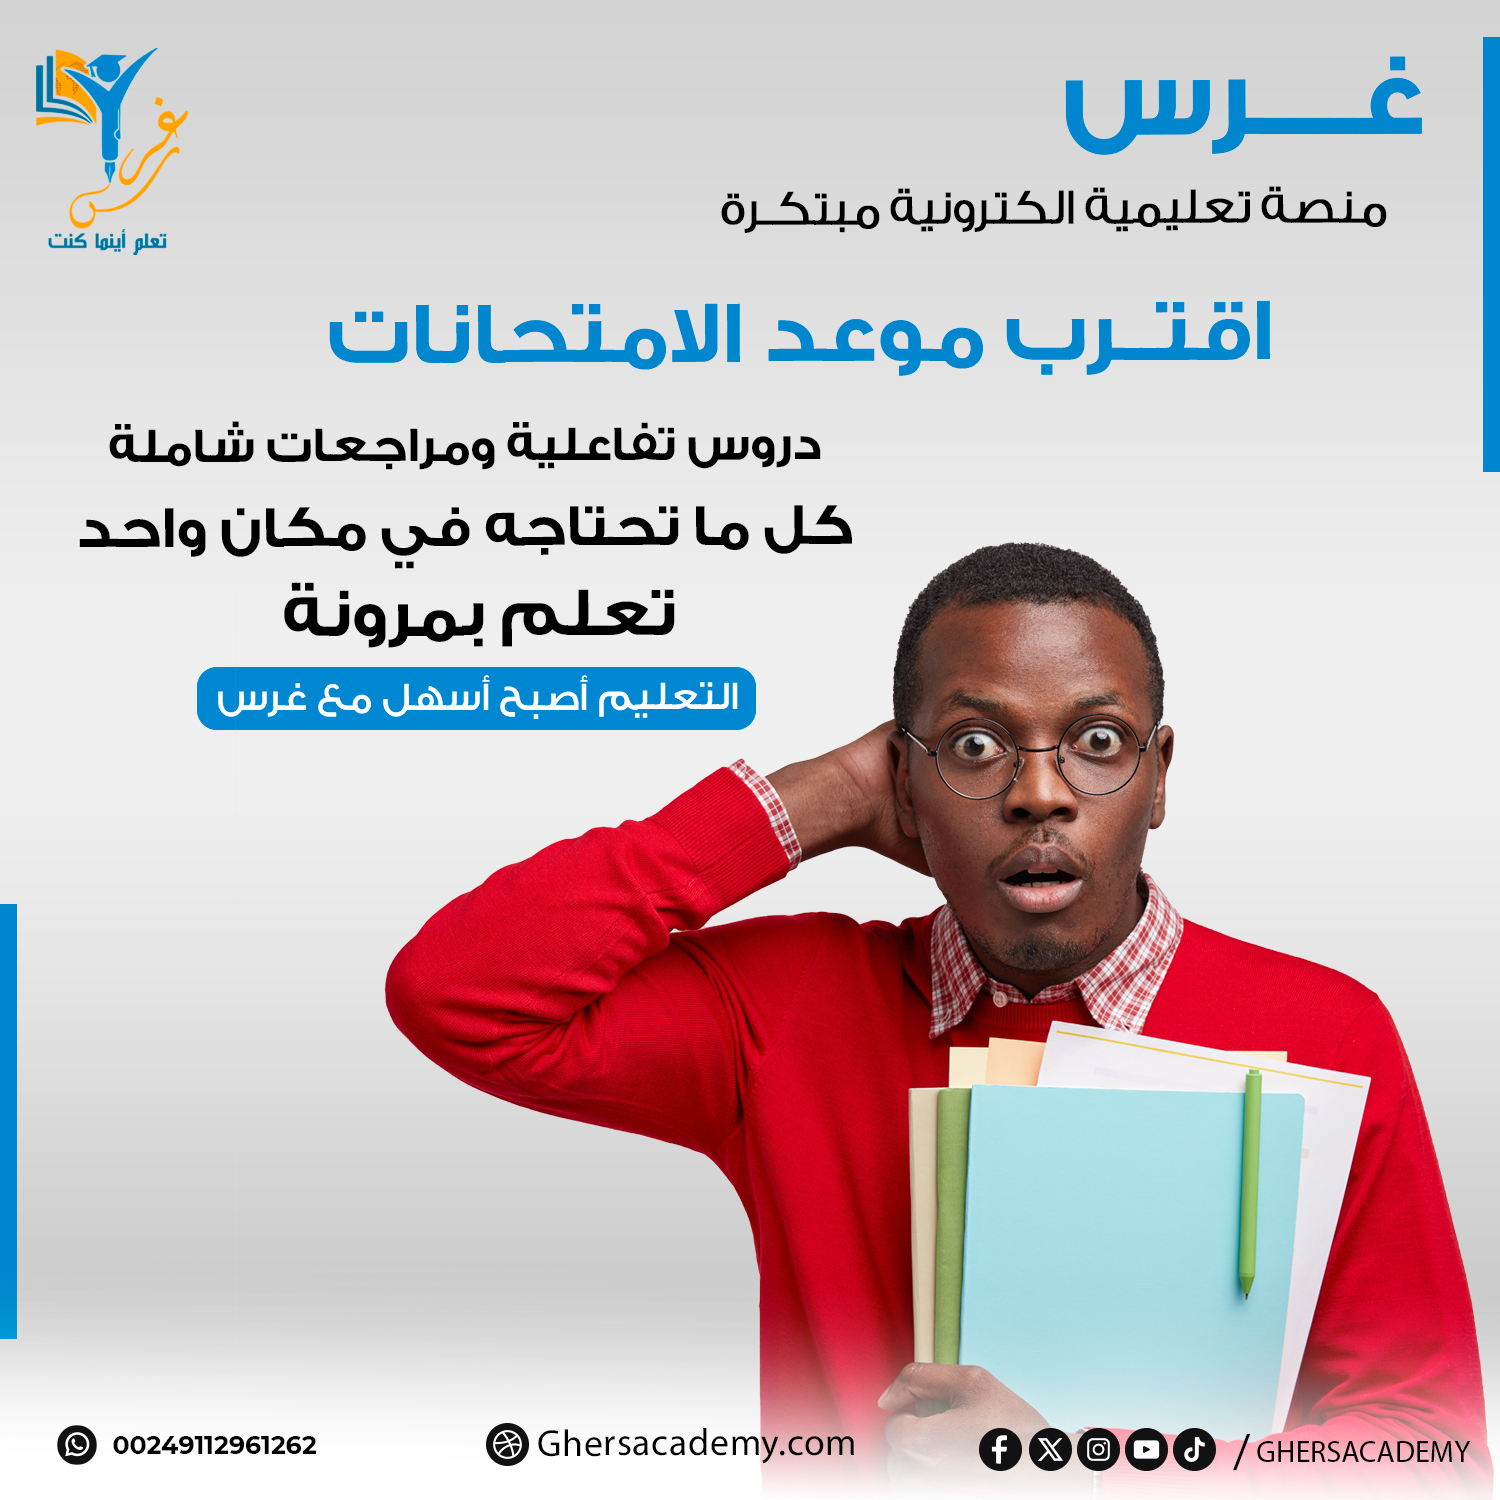 غرس
تعلم أينما كنت
غـــرس
منصة تعليمية الكترونية مبتكـرة
اقتـرب موعد الامتحانات
دروس تفاعلية ومراجعات شاملة
كل ما تحتاجه في مكان واحد
تعلم بمرونة
التعليم أصبح أسهل مع غرس
00249112961262
Ghersacademy.com
/ GHERSACADEMY